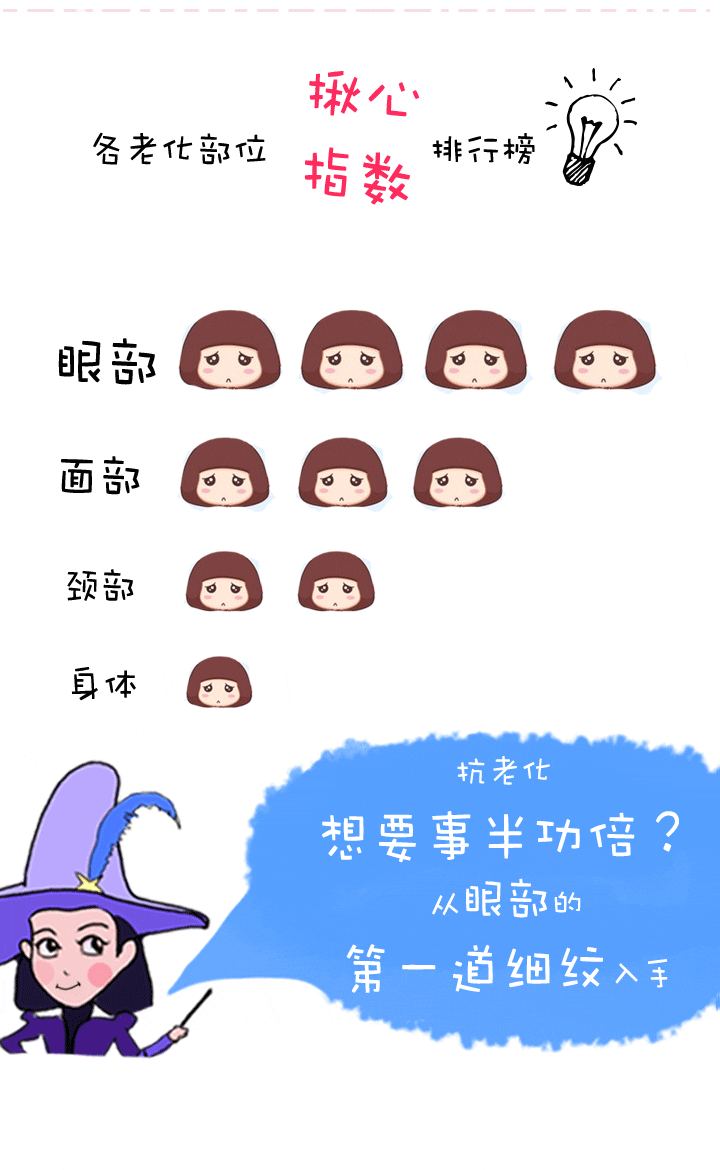 揪心
各老化部位 指数 排行榜
眼部
面部
颈部
身体
抗老化
想要事半功倍？
从眼部的
第一道细纹入手